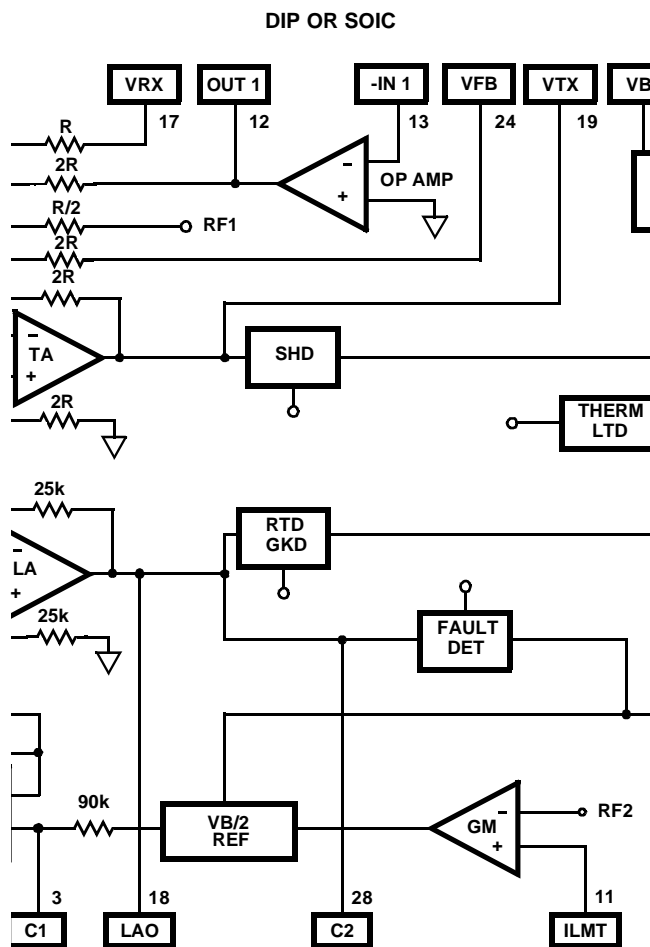 DIP OR SOIC
VRX
OUT 1
-IN 1
VFB
VTX
VB
17
12
13
24
19
R
2R
R/2
2R
2R
RF1
-
+
OP AMP
-
TA
+
SHD
2R
THERM
LTD
25k
-
LA
+
25k
RTD
GKD
FAULT
DET
90k
VB/2
REF
GM
-
+
RF2
3
18
28
11
C1
LAO
C2
ILMT